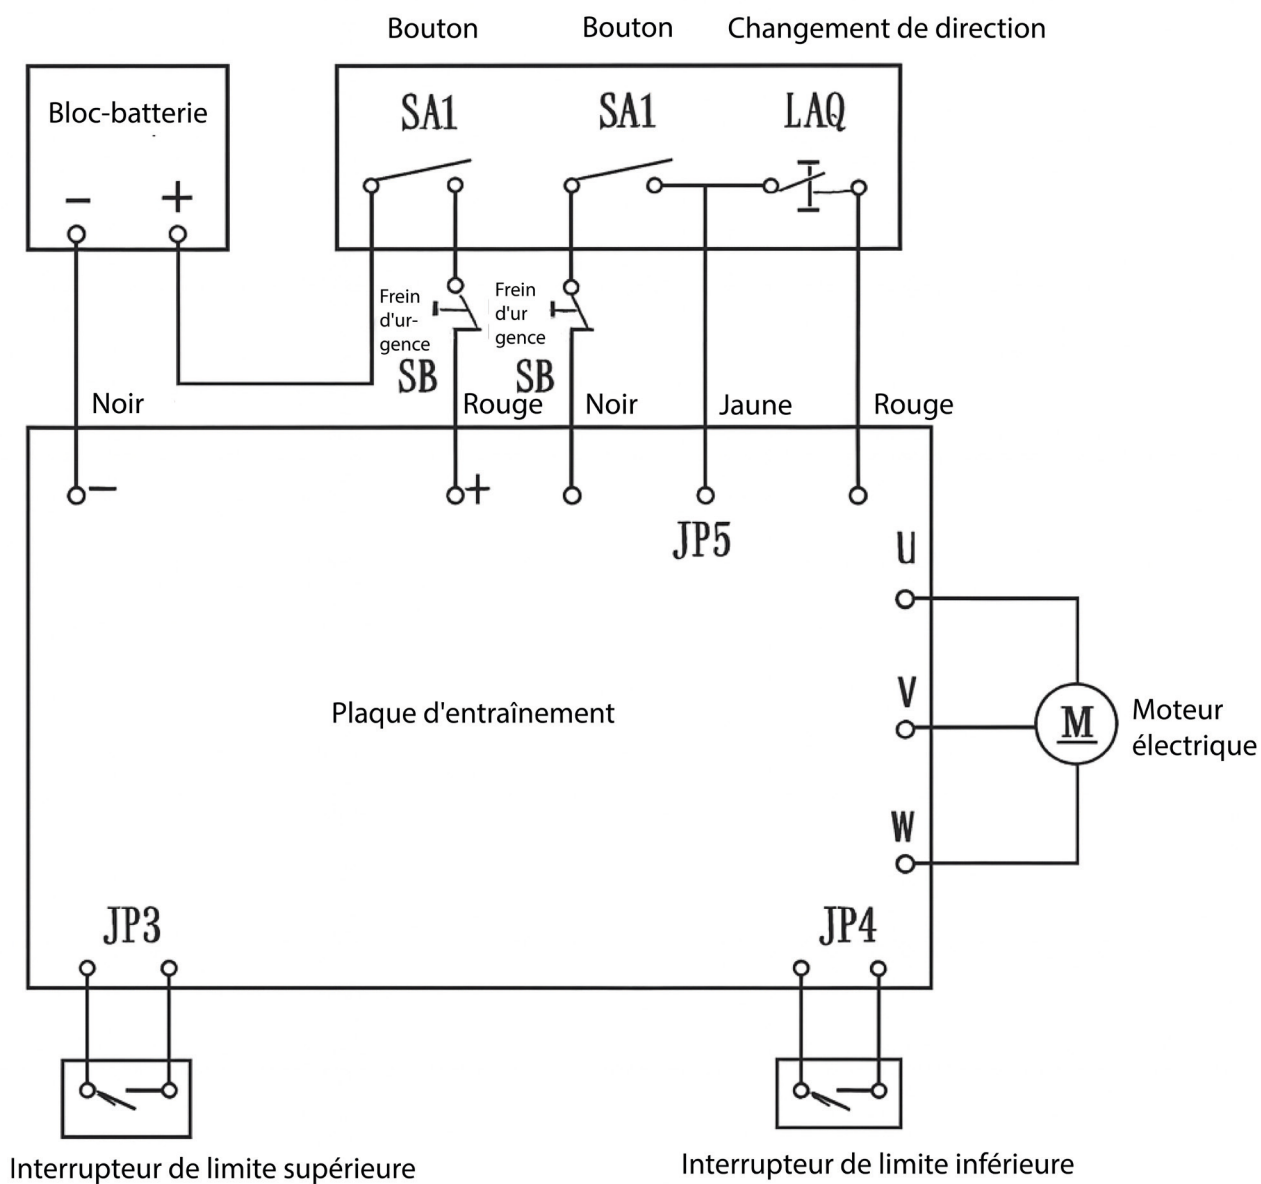 Bouton
Bouton
Changement de direction
Bloc-batterie
SA1
SA1
LAQ
−
+
Frein
d'ur-
gence
Frein
d'ur
gence
SB
SB
Noir
Rouge
Noir
Jaune
Rouge
−
+
JP5
U
V
W
M
Moteur
électrique
Plaque d'entraînement
JP3
JP4
Interrupteur de limite supérieure
Interrupteur de limite inférieure